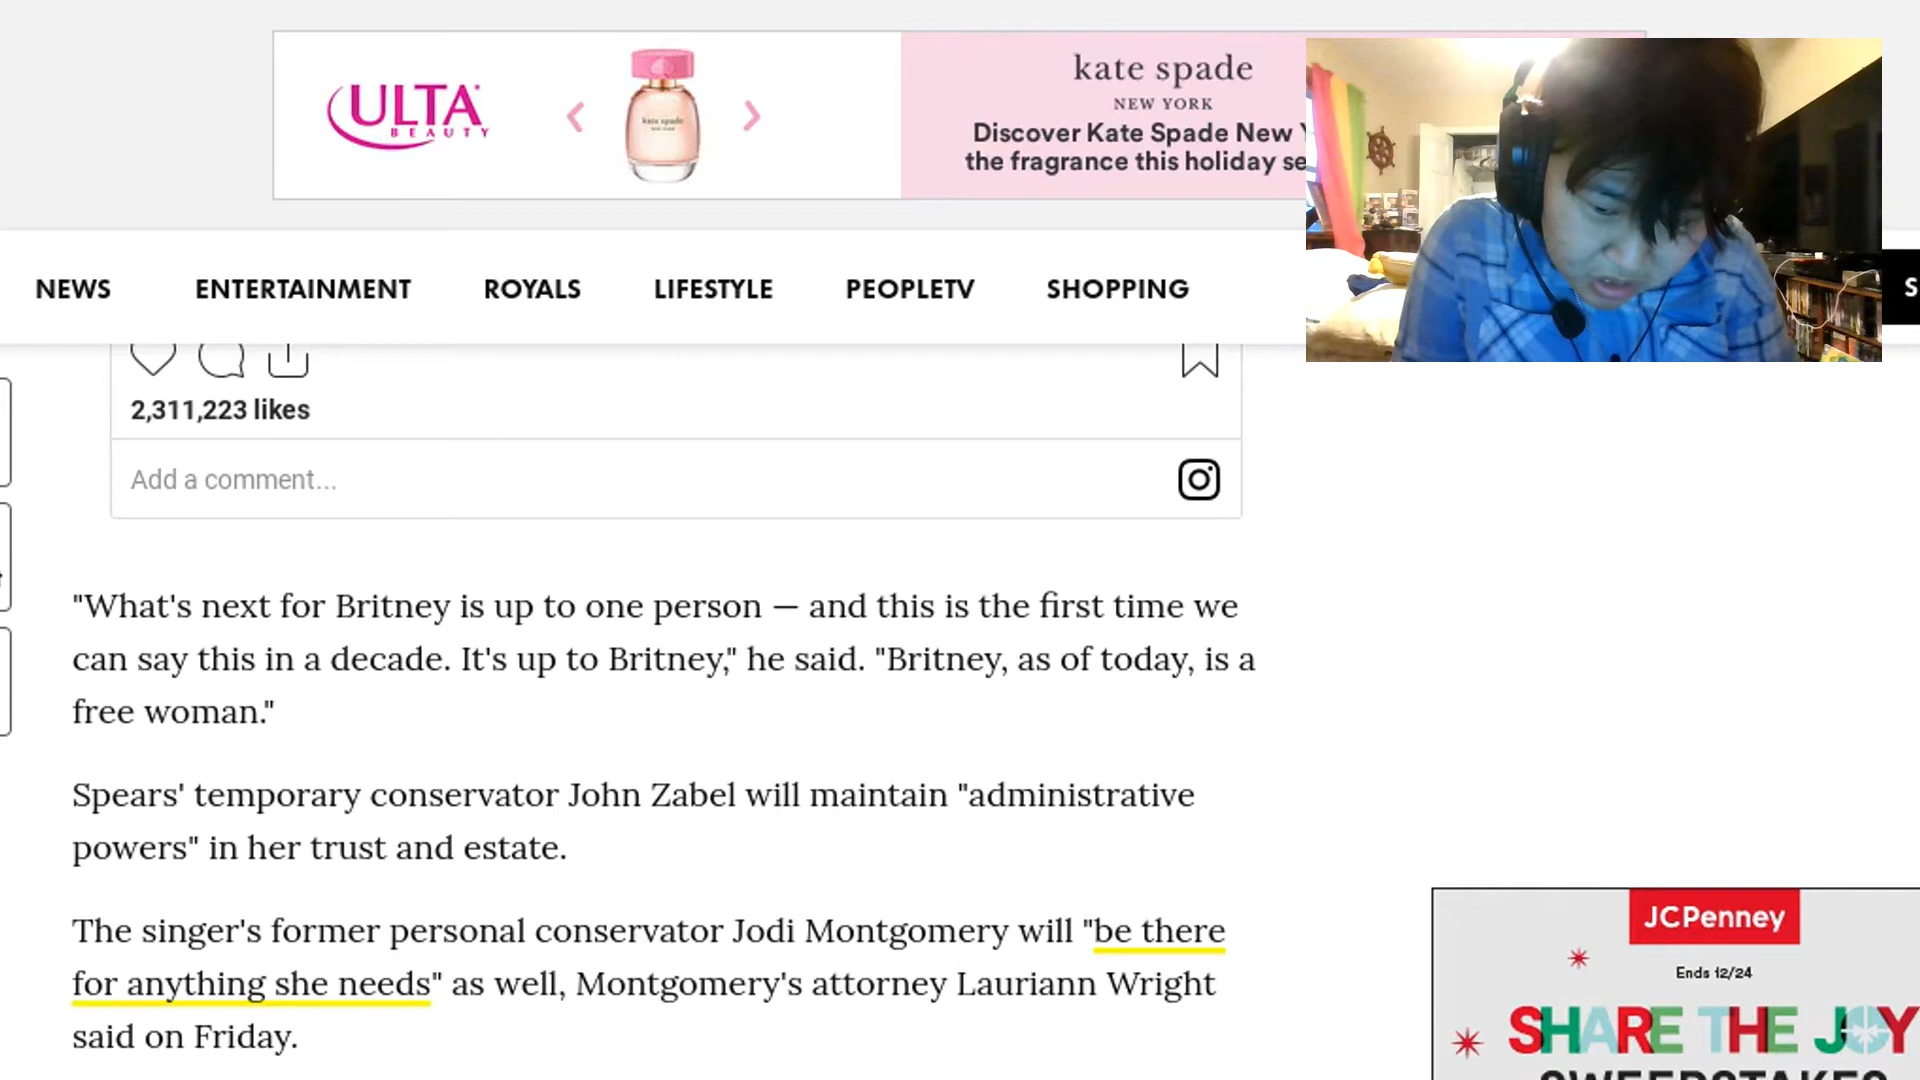 ULTA
BEAUTY
kate spade
NEW YORK
kate spade
NEW YORK
Discover Kate Spade New
the fragrance this holiday
NEWS ENTERTAINMENT ROYALS LIFESTYLE PEOPLETV SHOPPING S
2,311,223 likes
Add a comment...
"What's next for Britney is up to one person — and this is the first time we
can say this in a decade. It's up to Britney," he said. "Britney, as of today, is a
free woman."
Spears' temporary conservator John Zabel will maintain "administrative
powers" in her trust and estate.
The singer's former personal conservator Jodi Montgomery will "be there
for anything she needs" as well, Montgomery's attorney Lauriann Wright
said on Friday.
JCPenney
Ends 12/24
SHARE THE JOY
SWEEPSTAKES